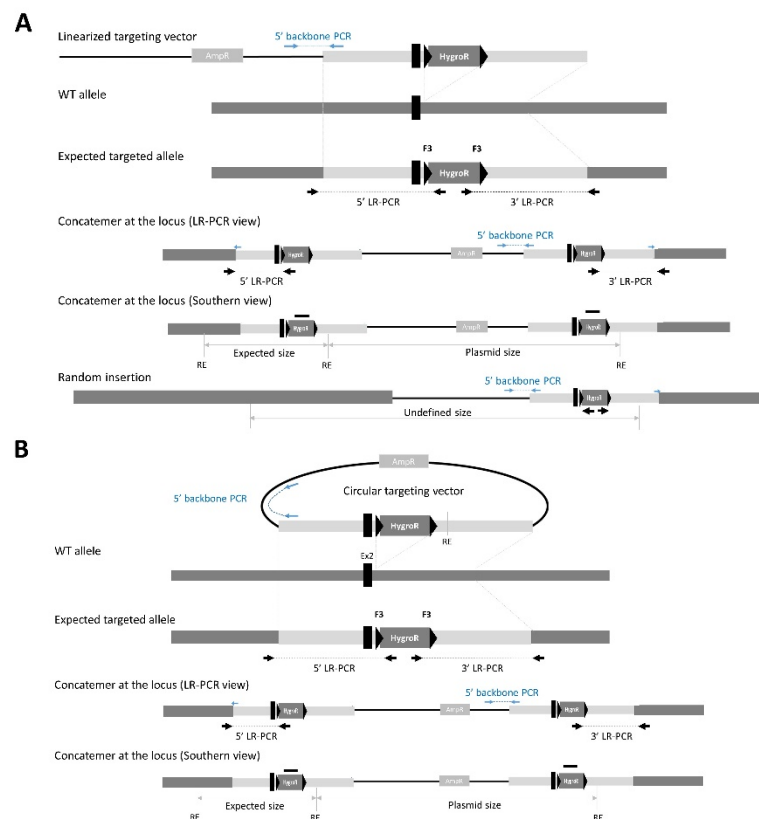 A
Linearized targeting vector
5' backbone PCR
AmpR
HygroR
WT allele
Expected targeted allele
F3 F3
HygroR
5' LR-PCR 3' LR-PCR
Concatemer at the locus (LR-PCR view)
5' backbone PCR
HygroR AmpR HygroR
5' LR-PCR 3' LR-PCR
Concatemer at the locus (Southern view)
HygroR AmpR HygroR
Expected size Plasmid size
RE RE RE
Random insertion
5' backbone PCR
HygroR
Undefined size
B
AmpR
5' backbone PCR
Circular targeting vector
HygroR
RE
WT allele
Ex2
Expected targeted allele
F3 F3
HygroR
5' LR-PCR 3' LR-PCR
Concatemer at the locus (LR-PCR view)
5' backbone PCR
HygroR AmpR HygroR
5' LR-PCR 3' LR-PCR
Concatemer at the locus (Southern view)
HygroR AmpR HygroR
Expected size Plasmid size
RE RE RE